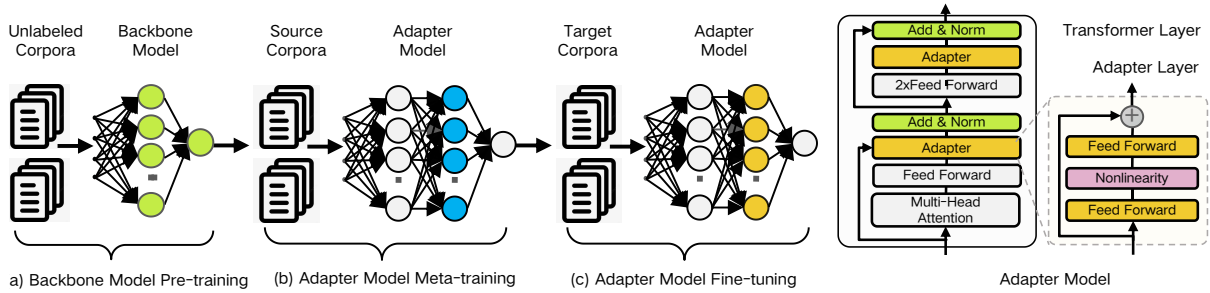 Unlabeled
Corpora
Backbone
Model
a) Backbone Model Pre-training
Source
Corpora
Adapter
Model
(b) Adapter Model Meta-training
Target
Corpora
Adapter
Model
(c) Adapter Model Fine-tuning
Add & Norm
Adapter
2xFeed Forward
Add & Norm
Adapter
Feed Forward
Multi-Head
Attention
Transformer Layer
Adapter Layer
Feed Forward
Nonlinearity
Feed Forward
Adapter Model